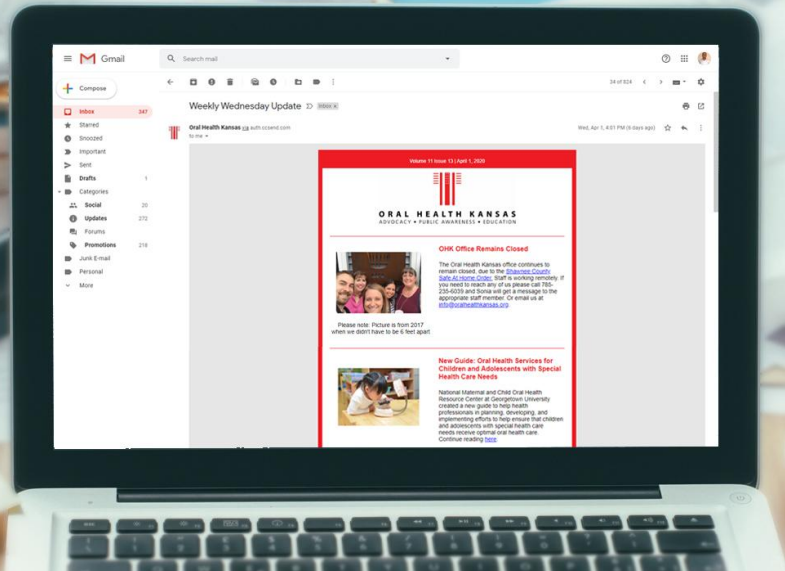 Gmail
Search mail
Compose
24 of 824
Weekly Wednesday Update Inbox x
Inbox 247
Starred
Snoozed
Important
Sent
Drafts 1
Categories
Social 20
Updates 272
Forums
Promotions 218
Junk E-mail
Personal
More
Oral Health Kansas via auth.ccsend.com
to me
Wed, Apr 1, 4:01 PM (6 days ago)
Volume 11 Issue 13 | April 1, 2020
ORAL HEALTH KANSAS
ADVOCACY • PUBLIC AWARENESS • EDUCATION
OHK Office Remains Closed
The Oral Health Kansas office continues to
remain closed, due to the Shawnee County
Safe At Home Order. Staff is working remotely. If
you need to reach any of us please call 785-
235-6039 and Sonia will get a message to the
appropriate staff member. Or email us at
info@oralhealthkansas.org.
Please note: Picture is from 2017
when we didn't have to be 6 feet apart
New Guide: Oral Health Services for
Children and Adolescents with Special
Health Care Needs
National Maternal and Child Oral Health
Resource Center at Georgetown University
created a new guide to help health
professionals in planning, developing, and
implementing efforts to help ensure that children
and adolescents with special health care
needs receive optimal oral health care.
Continue reading here.